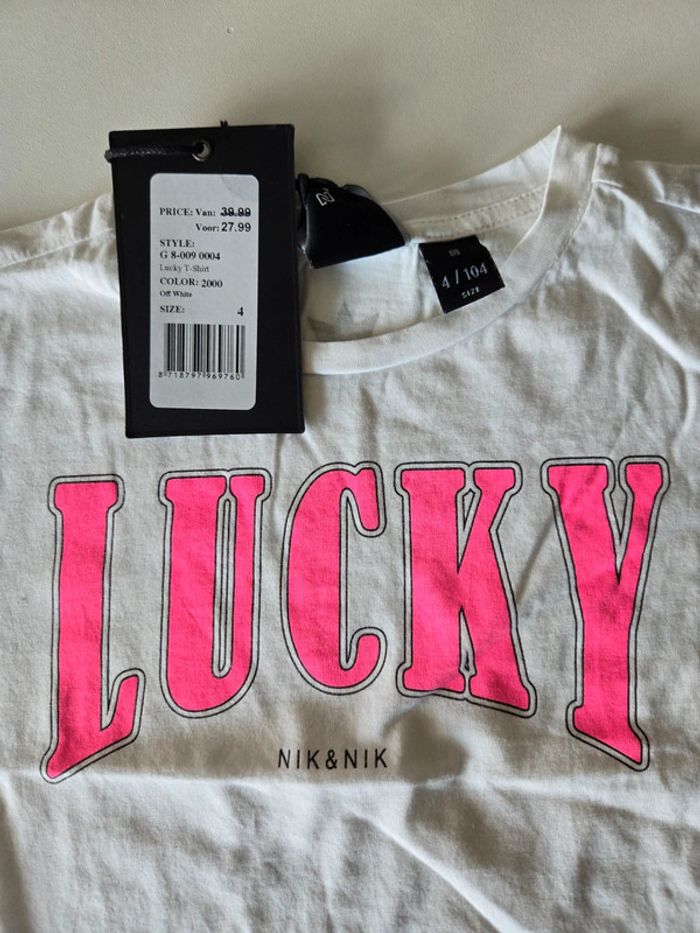 PRICE: Van: 39.99
Voor: 27.99
STYLE:
G 8-009 0004
Lucky T-Shirt
COLOR: 2000
Off White
SIZE: 4
8718797969760
4 / 104
SIZE
LUCKY
NIK&NIK